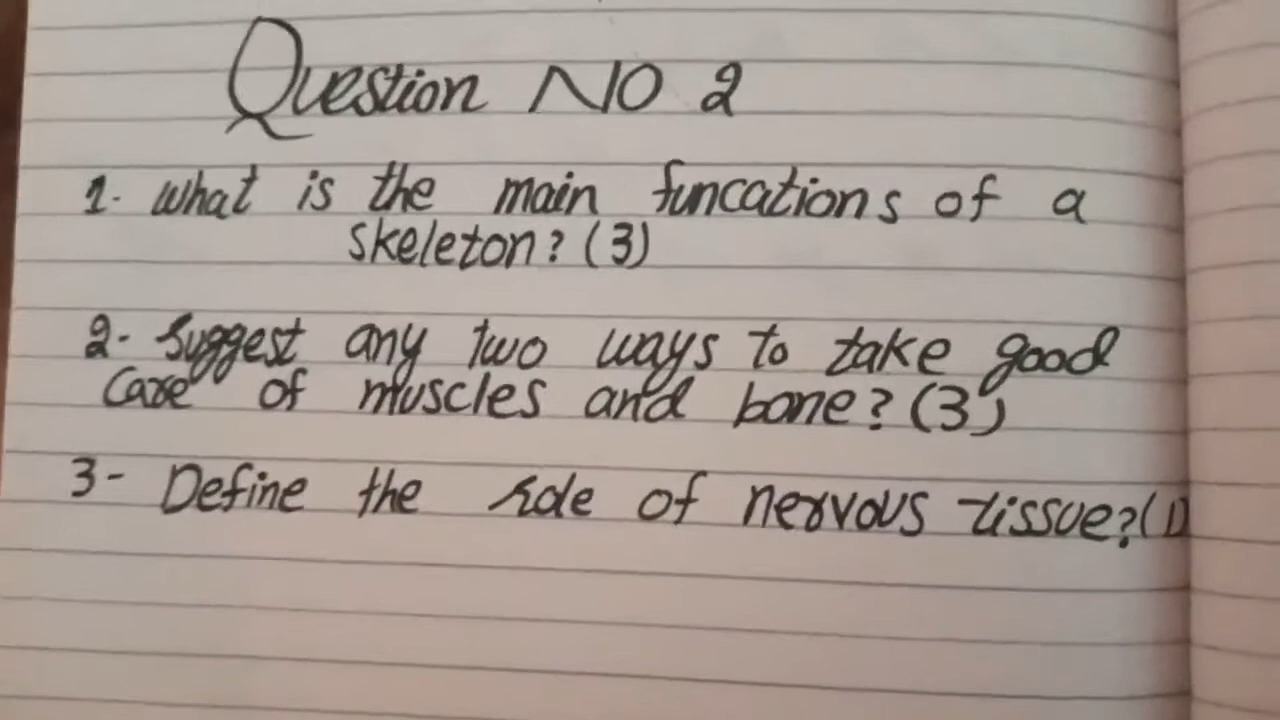 Question NO 2
1. what is the main funcations of a
skeleton? (3)
2- Suggest any two ways to take good
care of muscles and bone? (3)
3- Define the role of nervous tissue? (1)